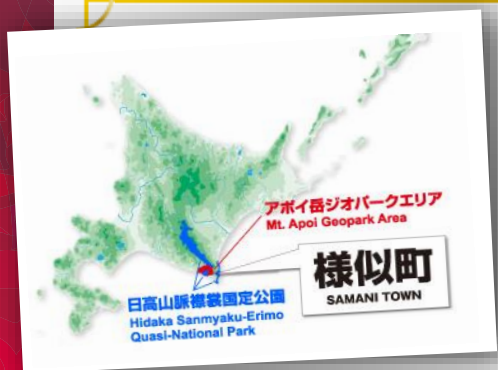 アポイ岳ジオパークエリア
Mt. Apoi Geopark Area
様似町
SAMANI TOWN
日高山脈襟裳国定公園
Hidaka Sanmyaku-Erimo
Quasi-National Park